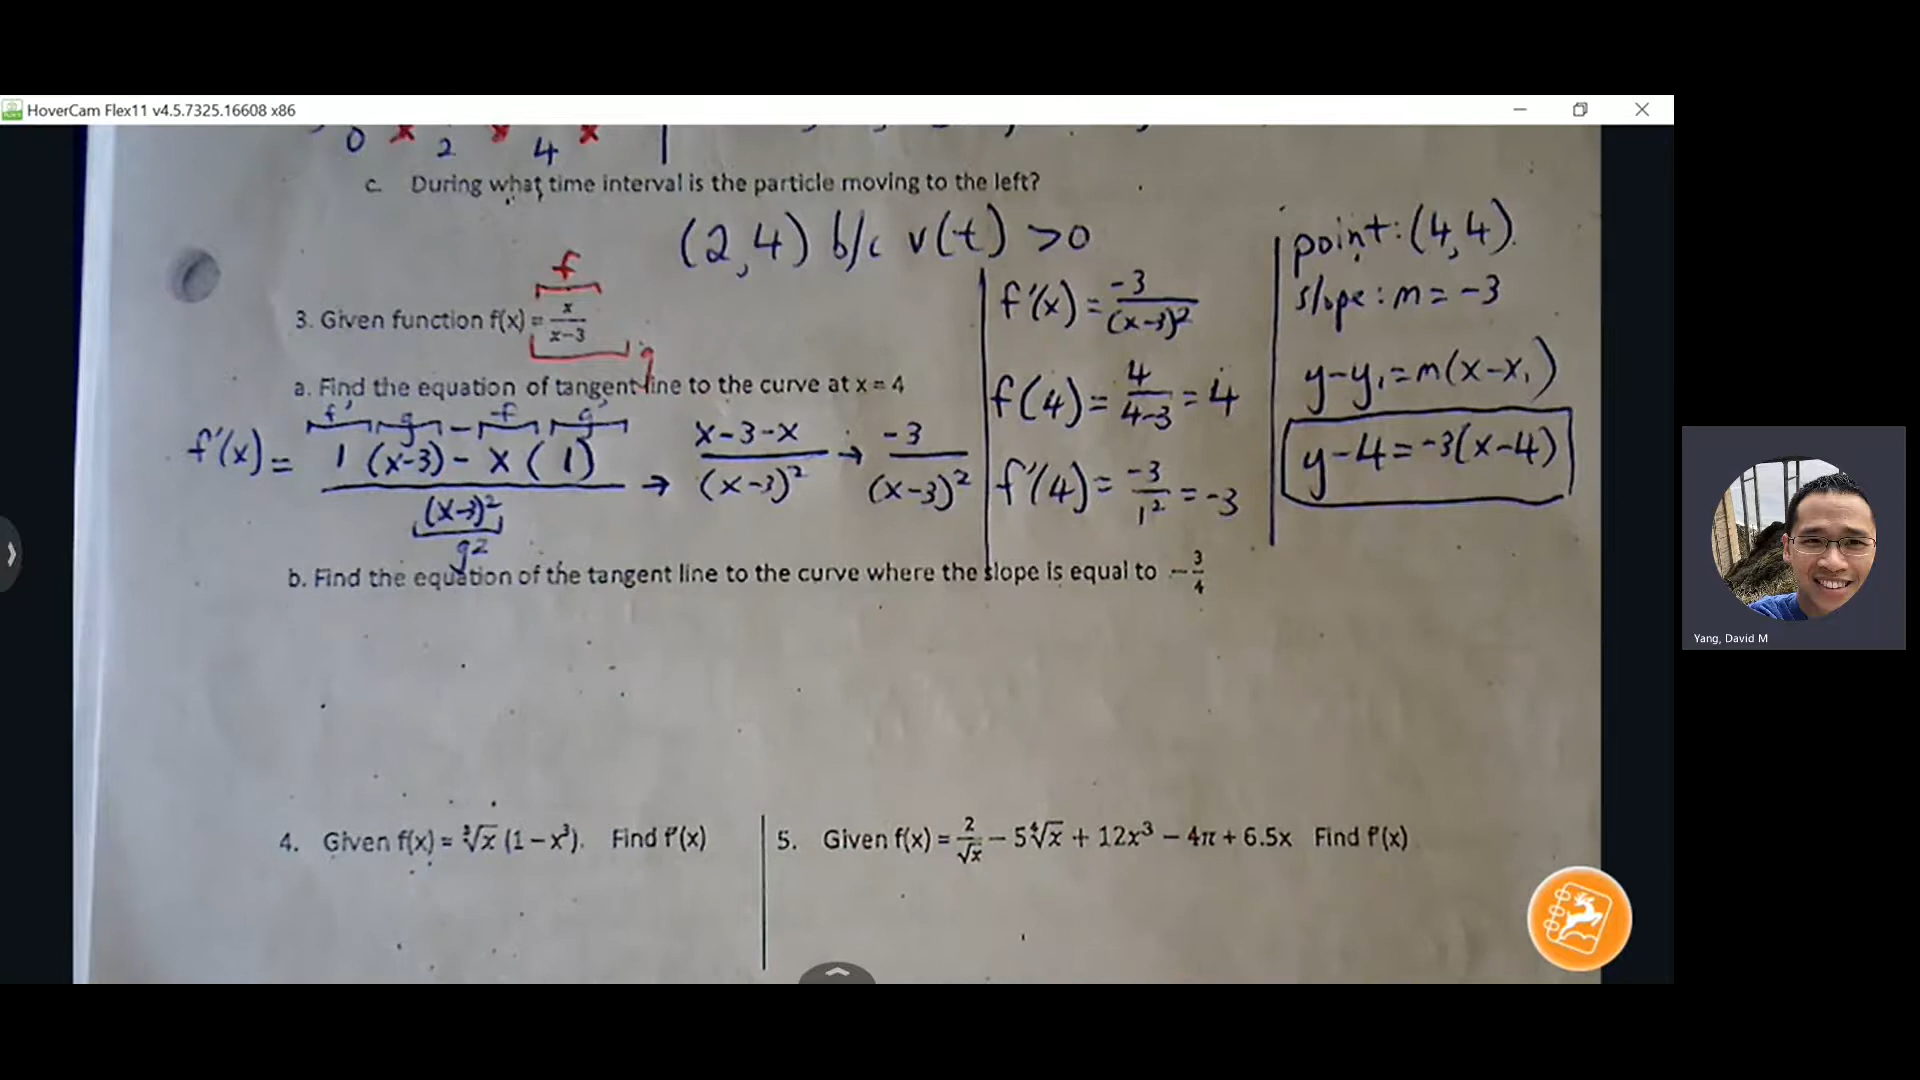 HoverCam Flex11 v4.5.7325.16608 x86
0 x 2 x 4 x
c. During what time interval is the particle moving to the left?
(2,4) b/c v(t) >0
f
3. Given function f(x) = x/(x-3)
g
a. Find the equation of tangent line to the curve at x = 4
f' g - f g'
f'(x) = (1 (x-3) - x (1))/(x-3)² → (x-3-x)/(x-3)² → -3/(x-3)²
g²
f'(x) = -3/(x-3)²
f(4) = 4/(4-3) = 4
f'(4) = -3/1² = -3
point: (4,4)
slope: m = -3
y-y₁=m(x-x₁)
y-4=-3(x-4)
b. Find the equation of the tangent line to the curve where the slope is equal to -3/4
4. Given f(x) = ³√x (1 – x³). Find f'(x)
5. Given f(x) = 2/√x − 5⁴√x + 12x³ − 4π + 6.5x Find f'(x)
Yang, David M